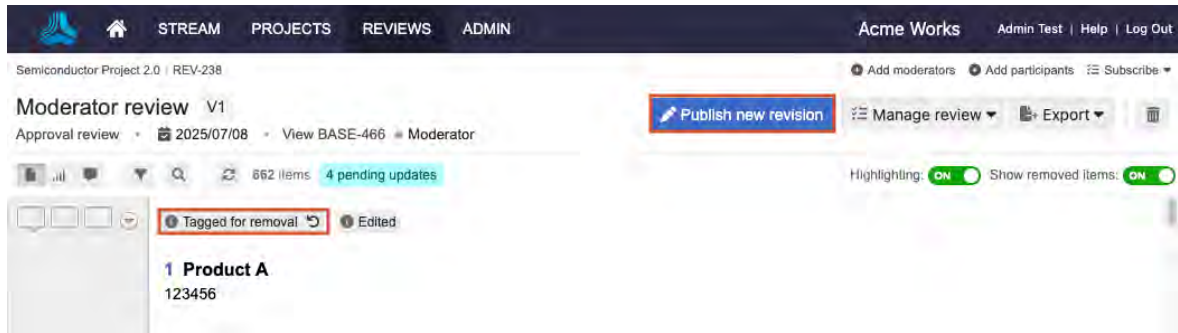 STREAM PROJECTS REVIEWS ADMIN Acme Works Admin Test | Help | Log Out
Semiconductor Project 2.0 | REV-238 Add moderators Add participants Subscribe
Moderator review V1 Publish new revision Manage review Export
Approval review • 2025/07/08 • View BASE-466 Moderator
662 items 4 pending updates Highlighting: ON Show removed items: ON
Tagged for removal Edited
1 Product A
123456